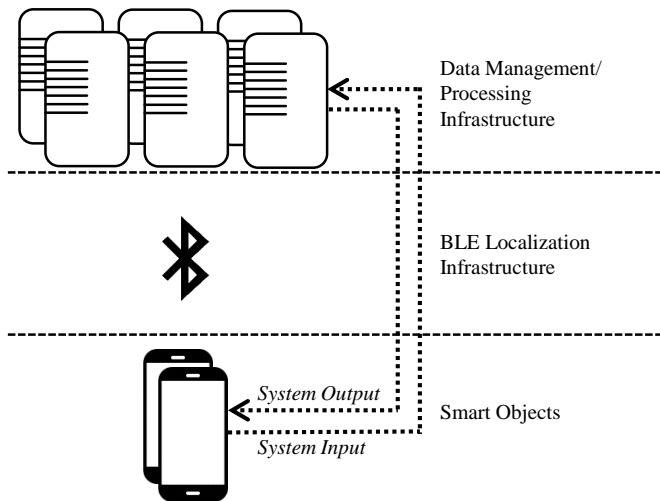 Data Management/
Processing
Infrastructure
BLE Localization
Infrastructure
System Output
Smart Objects
System Input